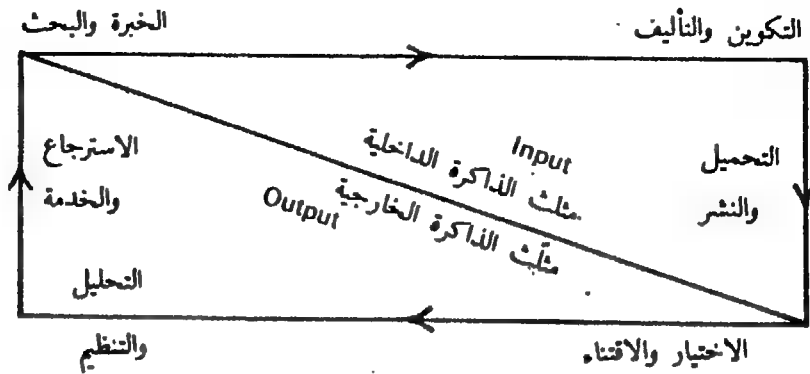 الخبرة والبحث
التكوين والتأليف
Input
مثلث الذاكرة الداخلية
مثلّث الذاكرة الخارجية
Output
التحميل
والنشر
الاسترجاع
والخدمة
التحليل
والتنظيم
الاختيار والاقتناء